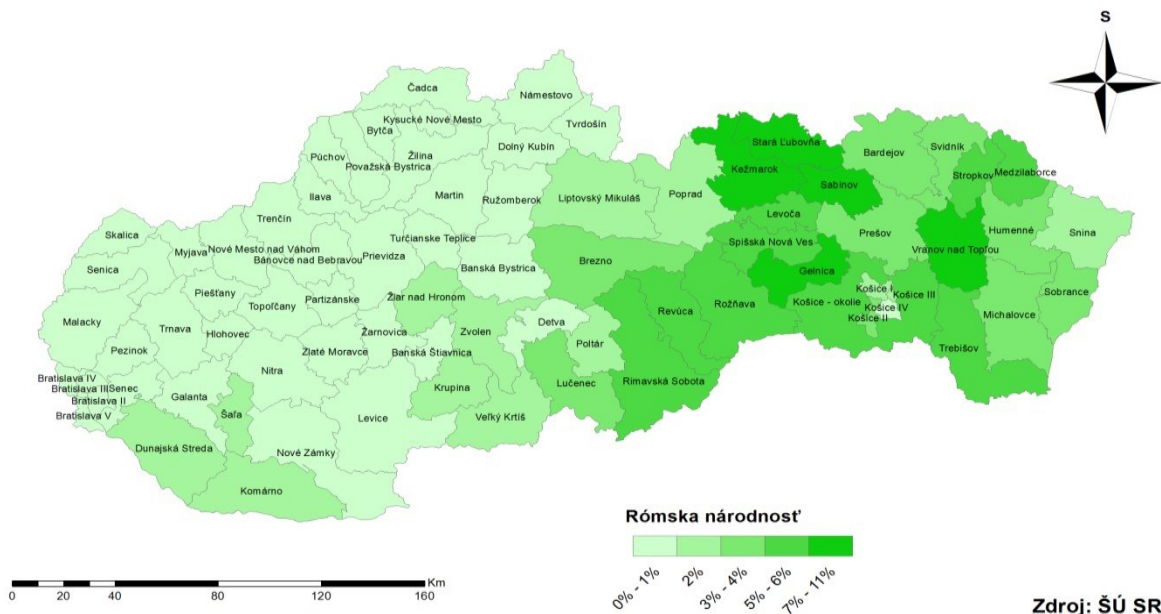 S
Čadca
Námestovo
Kysucké Nové Mesto
Tvrdošín
Bytča
Stará Ľubovňa
Dolný Kubín
Svidník
Bardejov
Púchov
Žilina
Považská Bystrica
Kežmarok
Stropkov
Medzilaborce
Sabinov
Ilava
Martin
Ružomberok
Liptovský Mikuláš
Poprad
Levoča
Trenčín
Skalica
Turčianske Teplice
Spišská Nová Ves
Prešov
Humenné
Snina
Myjava
Nové Mesto nad Váhom
Bánovce nad Bebravou
Prievidza
Banská Bystrica
Vranov nad Topľou
Brezno
Gelnica
Senica
Piešťany
Topoľčany
Partizánske
Žiar nad Hronom
Košice I
Košice III
Sobrance
Košice - okolie
Rožňava
Košice IV
Košice II
Michalovce
Revúca
Malacky
Trnava
Hlohovec
Žarnovica
Zvolen
Detva
Poltár
Trebišov
Pezinok
Zlaté Moravce
Banská Štiavnica
Nitra
Bratislava IV
Bratislava III
Senec
Bratislava II
Bratislava V
Galanta
Krupina
Lučenec
Rimavská Sobota
Šaľa
Levice
Veľký Krtíš
Dunajská Streda
Nové Zámky
Komárno
Rómska národnosť
0% - 1%
2%
3% - 4%
5% - 6%
7% - 11%
Km
0 20 40 80 120 160
Zdroj: ŠÚ SR